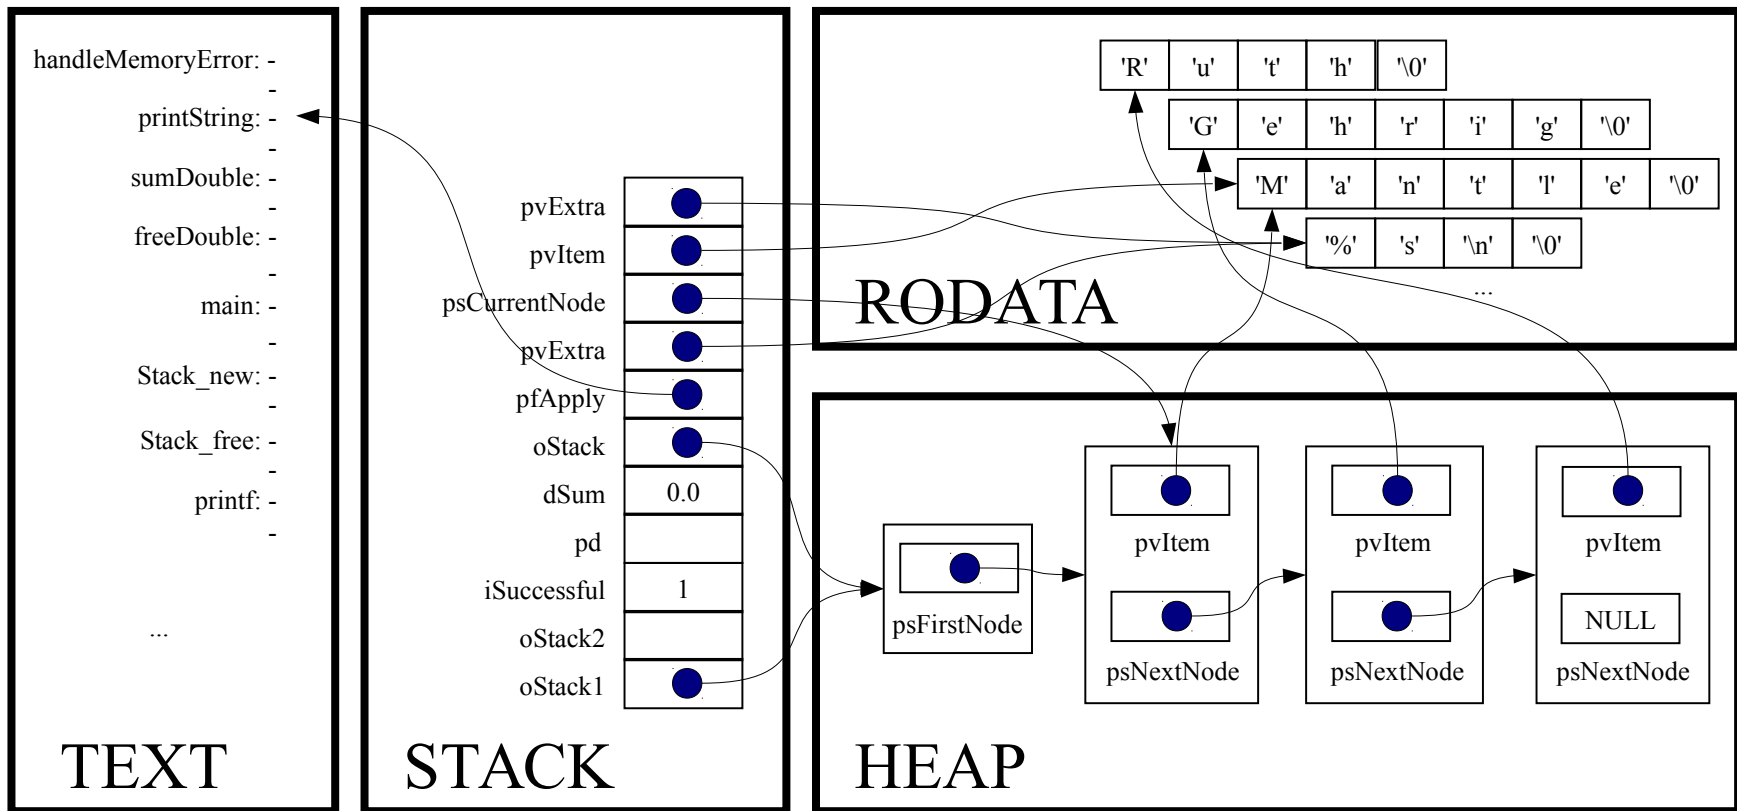 handleMemoryError: -
-
printString: -
-
sumDouble: -
-
freeDouble: -
-
main: -
-
Stack_new: -
-
Stack_free: -
-
printf: -
-
...
TEXT
pvExtra
pvItem
psCurrentNode
pvExtra
pfApply
oStack
dSum 0.0
pd
iSuccessful 1
oStack2
oStack1
STACK
'R' 'u' 't' 'h' '\0'
'G' 'e' 'h' 'r' 'i' 'g' '\0'
'M' 'a' 'n' 't' 'l' 'e' '\0'
'%' 's' '\n' '\0'
...
RODATA
psFirstNode
pvItem pvItem pvItem
NULL
psNextNode psNextNode psNextNode
HEAP